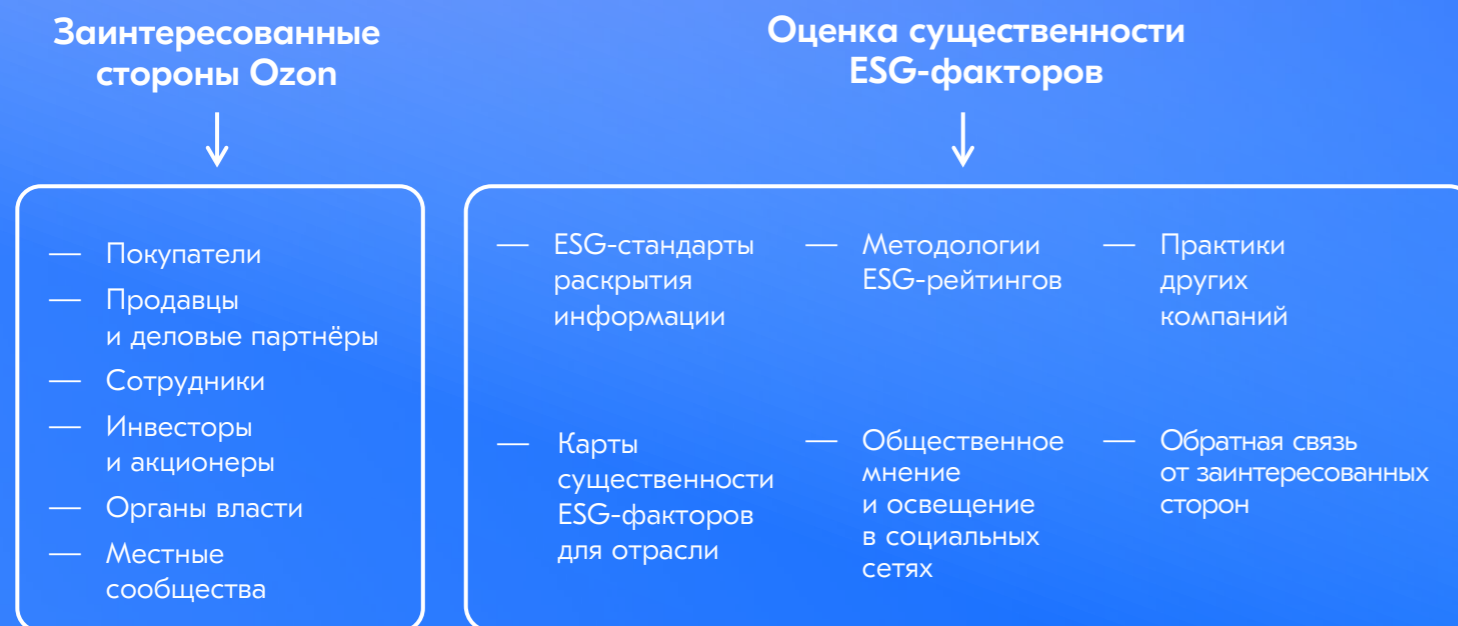 Заинтересованные
стороны Ozon
— Покупатели
— Продавцы
и деловые партнёры
— Сотрудники
— Инвесторы
и акционеры
— Органы власти
— Местные
сообщества
Оценка существенности
ESG-факторов
— ESG-стандарты
раскрытия
информации
— Методологии
ESG-рейтингов
— Практики
других
компаний
— Карты
существенности
ESG-факторов
для отрасли
— Общественное
мнение
и освещение
в социальных
сетях
— Обратная связь
от заинтересованных
сторон